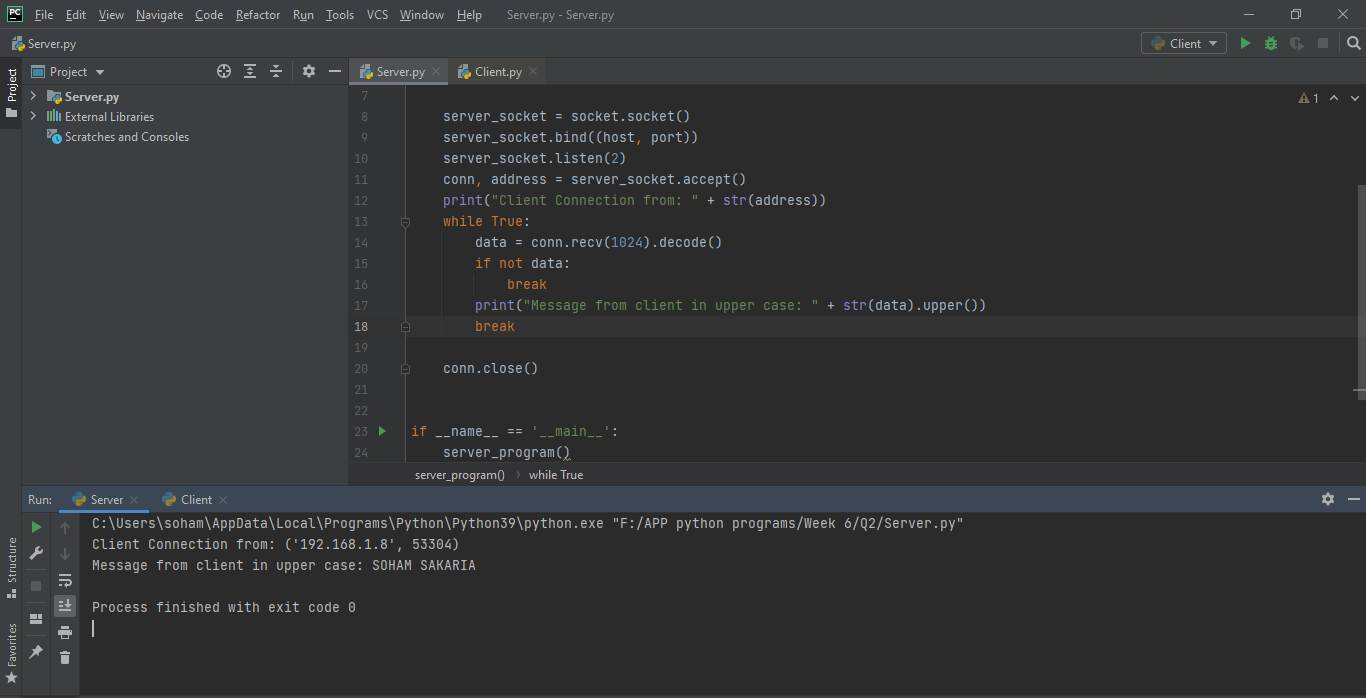 PC File Edit View Navigate Code Refactor Run Tools VCS Window Help Server.py - Server.py
Server.py Client
Project Project Server.py Client.py
Server.py
External Libraries
Scratches and Consoles
1
7
8 server_socket = socket.socket()
9 server_socket.bind((host, port))
10 server_socket.listen(2)
11 conn, address = server_socket.accept()
12 print("Client Connection from: " + str(address))
13 while True:
14 data = conn.recv(1024).decode()
15 if not data:
16 break
17 print("Message from client in upper case: " + str(data).upper())
18 break
19
20 conn.close()
21
22
23 if __name__ == '__main__':
24 server_program()
server_program() while True
Run: Server Client
C:\Users\soham\AppData\Local\Programs\Python\Python39\python.exe "F:/APP python programs/Week 6/Q2/Server.py"
Client Connection from: ('192.168.1.8', 53304)
Message from client in upper case: SOHAM SAKARIA
Process finished with exit code 0
Structure
Favorites